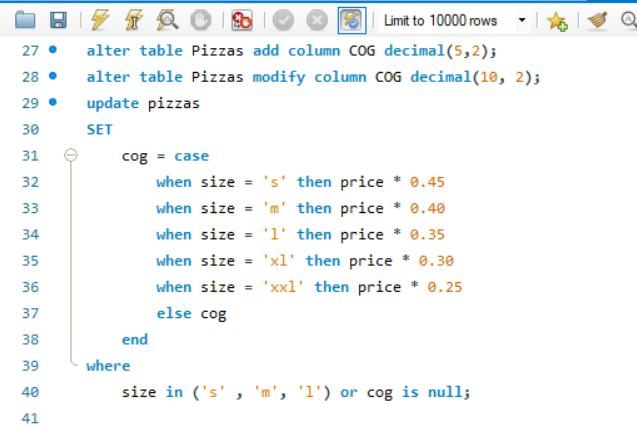 Limit to 10000 rows
27 alter table Pizzas add column COG decimal(5,2);
28 alter table Pizzas modify column COG decimal(10, 2);
29 update pizzas
30 SET
31 cog = case
32 when size = 's' then price * 0.45
33 when size = 'm' then price * 0.40
34 when size = 'l' then price * 0.35
35 when size = 'xl' then price * 0.30
36 when size = 'xxl' then price * 0.25
37 else cog
38 end
39 where
40 size in ('s' , 'm', 'l') or cog is null;
41